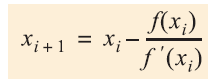 x_{i+1} = x_i − f(x_i) / f′(x_i)